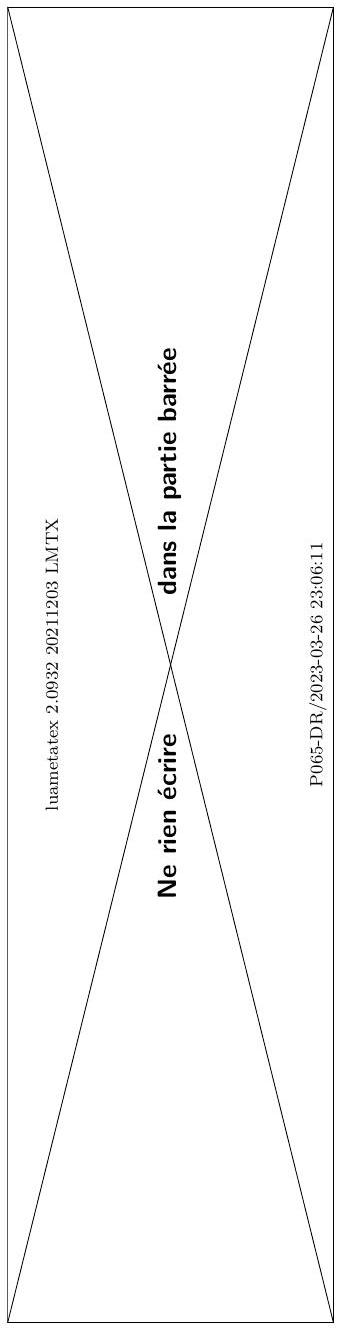 luametatex 2.0932 20211203 LMTX
Ne rien écrire dans la partie barrée
P065-DR/2023-03-26 23:06:11